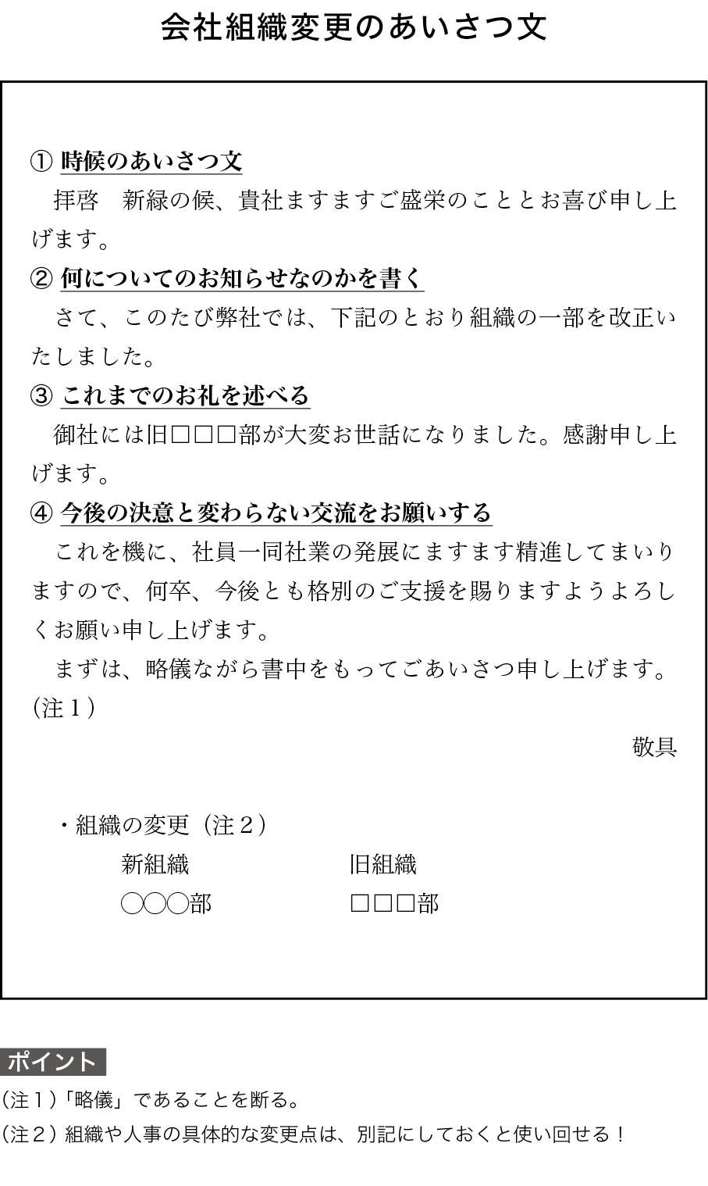 会社組織変更のあいさつ文
① 時候のあいさつ文
　拝啓　新緑の候、貴社ますますご盛栄のこととお喜び申し上
げます。
② 何についてのお知らせなのかを書く
　さて、このたび弊社では、下記のとおり組織の一部を改正い
たしました。
③ これまでのお礼を述べる
　御社には旧□□□部が大変お世話になりました。感謝申し上
げます。
④ 今後の決意と変わらない交流をお願いする
　これを機に、社員一同社業の発展にますます精進してまいり
ますので、何卒、今後とも格別のご支援を賜りますようよろし
くお願い申し上げます。
　まずは、略儀ながら書中をもってごあいさつ申し上げます。
（注１）
敬具
・組織の変更（注２）
新組織　　　　　　　旧組織
◯◯◯部　　　　　　□□□部
ポイント
（注１）「略儀」であることを断る。
（注２）組織や人事の具体的な変更点は、別記にしておくと使い回せる！